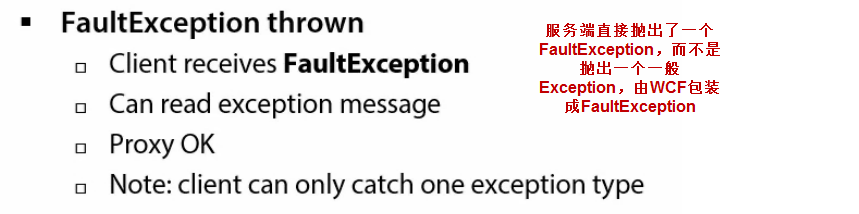 ▪ FaultException thrown
□ Client receives FaultException
□ Can read exception message
□ Proxy OK
□ Note: client can only catch one exception type
服务端直接抛出了一个
FaultException，而不是
抛出一个一般
Exception，由WCF包装
成FaultException